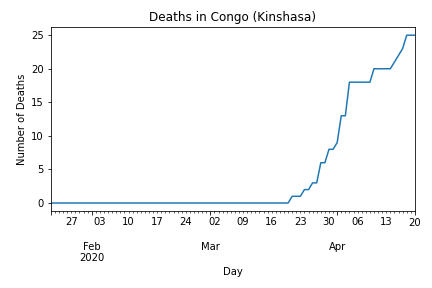 Deaths in Congo (Kinshasa)
Number of Deaths
25
20
15
10
5
0
27 03 10 17 24 02 09 16 23 30 06 13 20
Feb Mar Apr
2020
Day